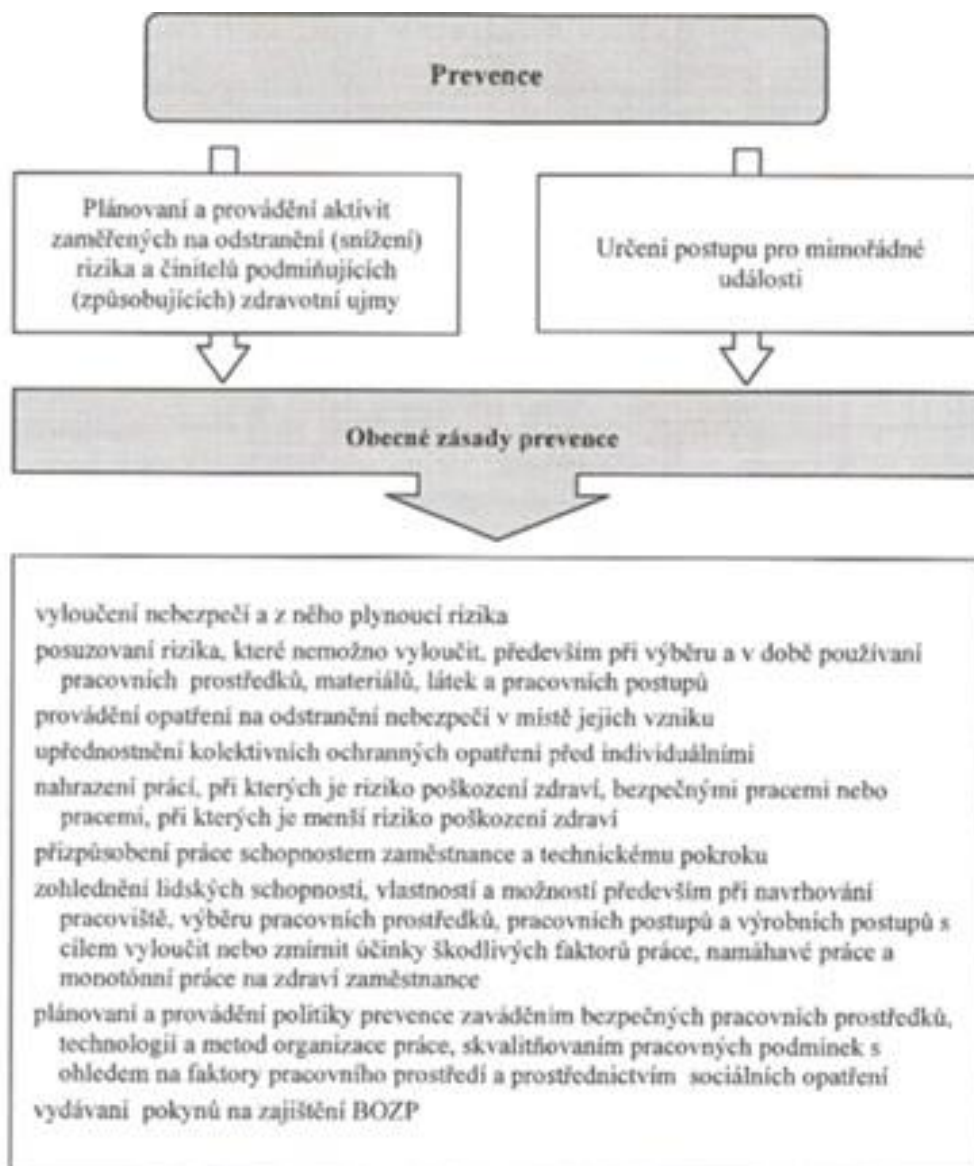 Prevence
Plánovaní a provádění aktivit
zaměřených na odstranění (snížení)
rizika a činitelů podmiňujících
(způsobujících) zdravotní ujmy
Určení postupu pro mimořádné
události
Obecné zásady prevence
vyloučení nebezpečí a z něho plynoucí rizika
posuzovaní rizika, které nemožno vyloučit, především při výběru a v době používaní
pracovních prostředků, materiálů, látek a pracovních postupů
provádění opatření na odstranění nebezpečí v místě jejich vzniku
upřednostnění kolektivních ochranných opatření před individuálními
nahrazení prácí, při kterých je riziko poškození zdraví, bezpečnými pracemi nebo
pracemi, při kterých je menší riziko poškození zdraví
přizpůsobení práce schopnostem zaměstnance a technickému pokroku
zohlednění lidských schopností, vlastností a možností především při navrhování
pracoviště, výběru pracovních prostředků, pracovních postupů a výrobních postupů s
cílem vyloučit nebo zmírnit účinky škodlivých faktorů práce, namáhavé práce a
monotónní práce na zdraví zaměstnance
plánovaní a provádění politiky prevence zaváděním bezpečných pracovních prostředků,
technologií a metod organizace práce, skvalitňovaním pracovných podmínek s
ohledem na faktory pracovního prostředí a prostřednictvím sociálních opatření
vydávaní pokynů na zajištění BOZP